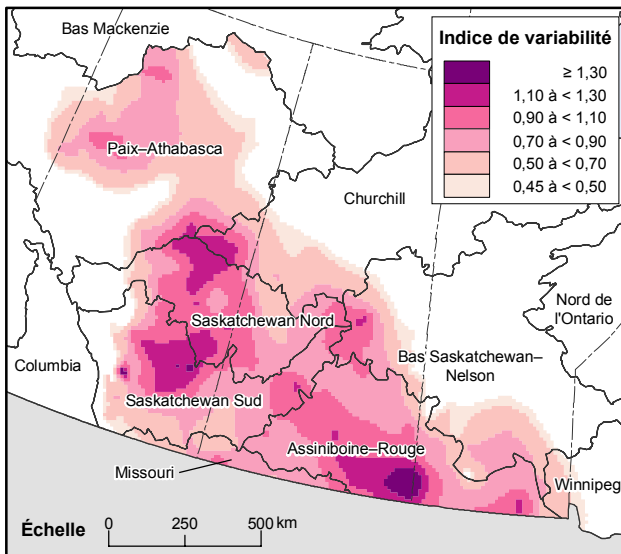 Bas Mackenzie
Indice de variabilité
≥ 1,30
1,10 à < 1,30
0,90 à < 1,10
0,70 à < 0,90
0,50 à < 0,70
0,45 à < 0,50
Paix–Athabasca
Churchill
Nord de
l'Ontario
Saskatchewan Nord
Columbia
Bas Saskatchewan–
Nelson
Saskatchewan Sud
Assiniboine–Rouge
Missouri
Winnipeg
Échelle
0 250 500 km